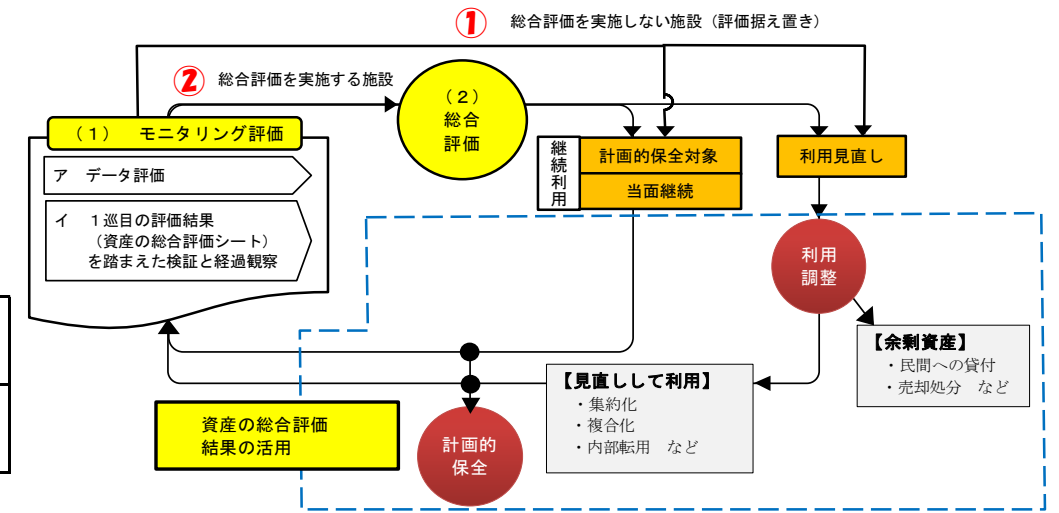 ① 総合評価を実施しない施設（評価据え置き）
② 総合評価を実施する施設
（２）
総合
評価
（１）　モニタリング評価
ア　データ評価
イ　１巡目の評価結果
（資産の総合評価シート）
を踏まえた検証と経過観察
継続利用
計画的保全対象
当面継続
利用見直し
利用
調整
【余剰資産】
・民間への貸付
・売却処分　など
【見直しして利用】
・集約化
・複合化
・内部転用　など
資産の総合評価
結果の活用
計画的
保全